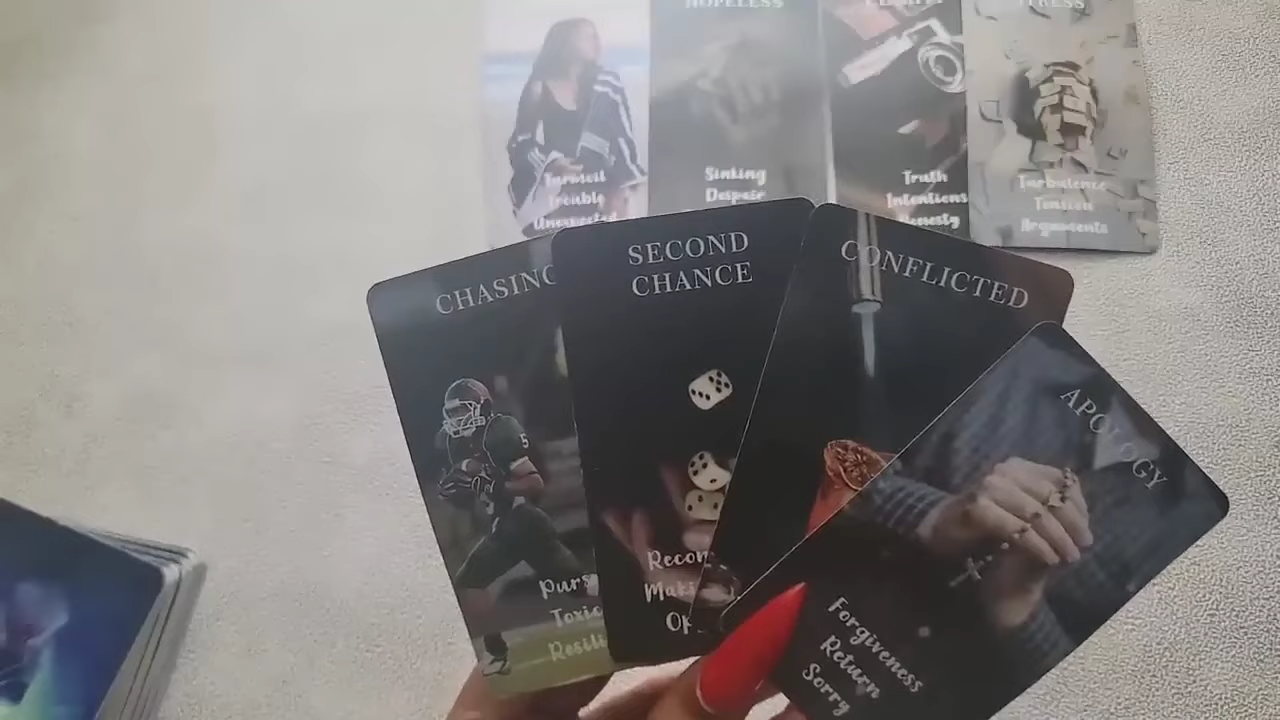 HOPELESS
Turmoil
Trouble
Unexpected
Sinking
Despair
Truth
Intentions
Honesty
Turbulence
Tension
Arguments
CHASING
5
SECOND
CHANCE
CONFLICTED
APOLOGY
Forgiveness
Return
Sorry